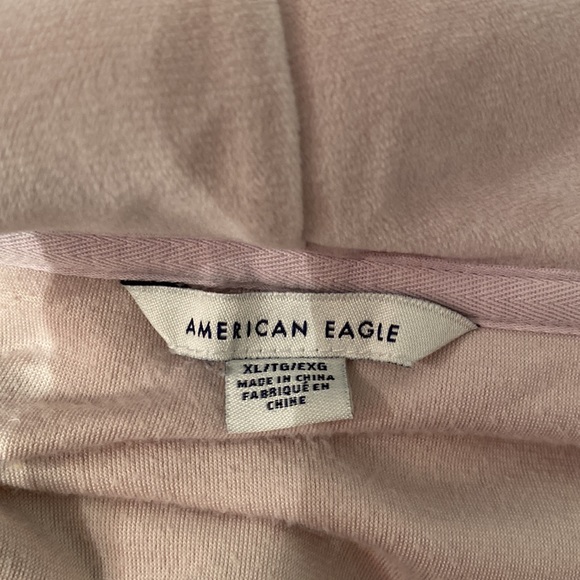 AMERICAN EAGLE
XL/TG/EXG
MADE IN CHINA
FABRIQUÉ EN
CHINE